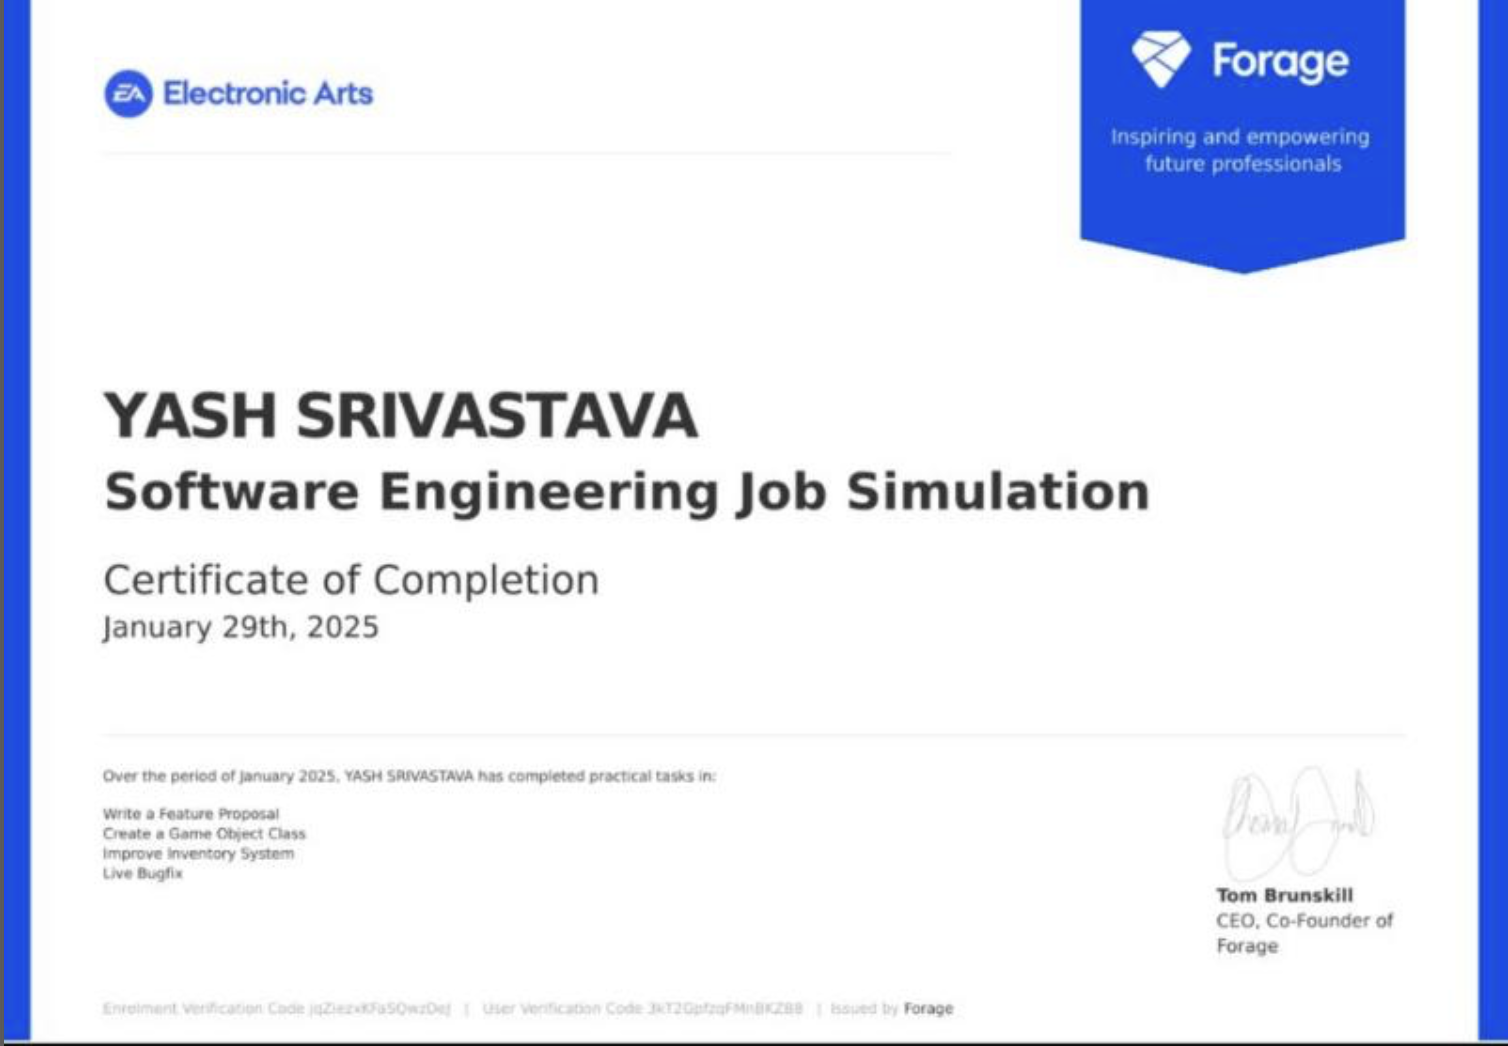 EA Electronic Arts
Forage
Inspiring and empowering
future professionals
YASH SRIVASTAVA
Software Engineering Job Simulation
Certificate of Completion
January 29th, 2025
Over the period of January 2025, YASH SRIVASTAVA has completed practical tasks in:
Write a Feature Proposal
Create a Game Object Class
Improve Inventory System
Live Bugfix
Tom Brunskill
CEO, Co-Founder of
Forage
Enrolment Verification Code | User Verification Code | Issued by Forage